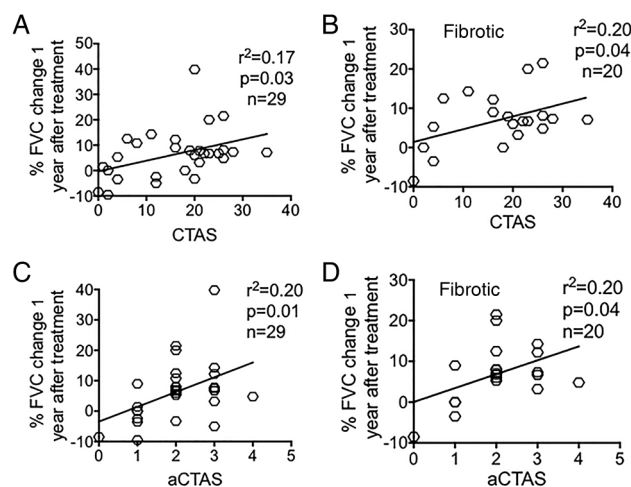 A
% FVC change 1
year after treatment
50
40
30
20
10
0
-10
0
10
20
30
40
CTAS
r²=0.17
p=0.03
n=29
B
Fibrotic
% FVC change 1
year after treatment
30
20
10
0
-10
0
10
20
30
40
CTAS
r²=0.20
p=0.04
n=20
C
% FVC change 1
year after treatment
40
30
20
10
0
-10
0
1
2
3
4
5
aCTAS
r²=0.20
p=0.01
n=29
D
Fibrotic
% FVC change 1
year after treatment
30
20
10
0
-10
0
1
2
3
4
5
aCTAS
r²=0.20
p=0.04
n=20